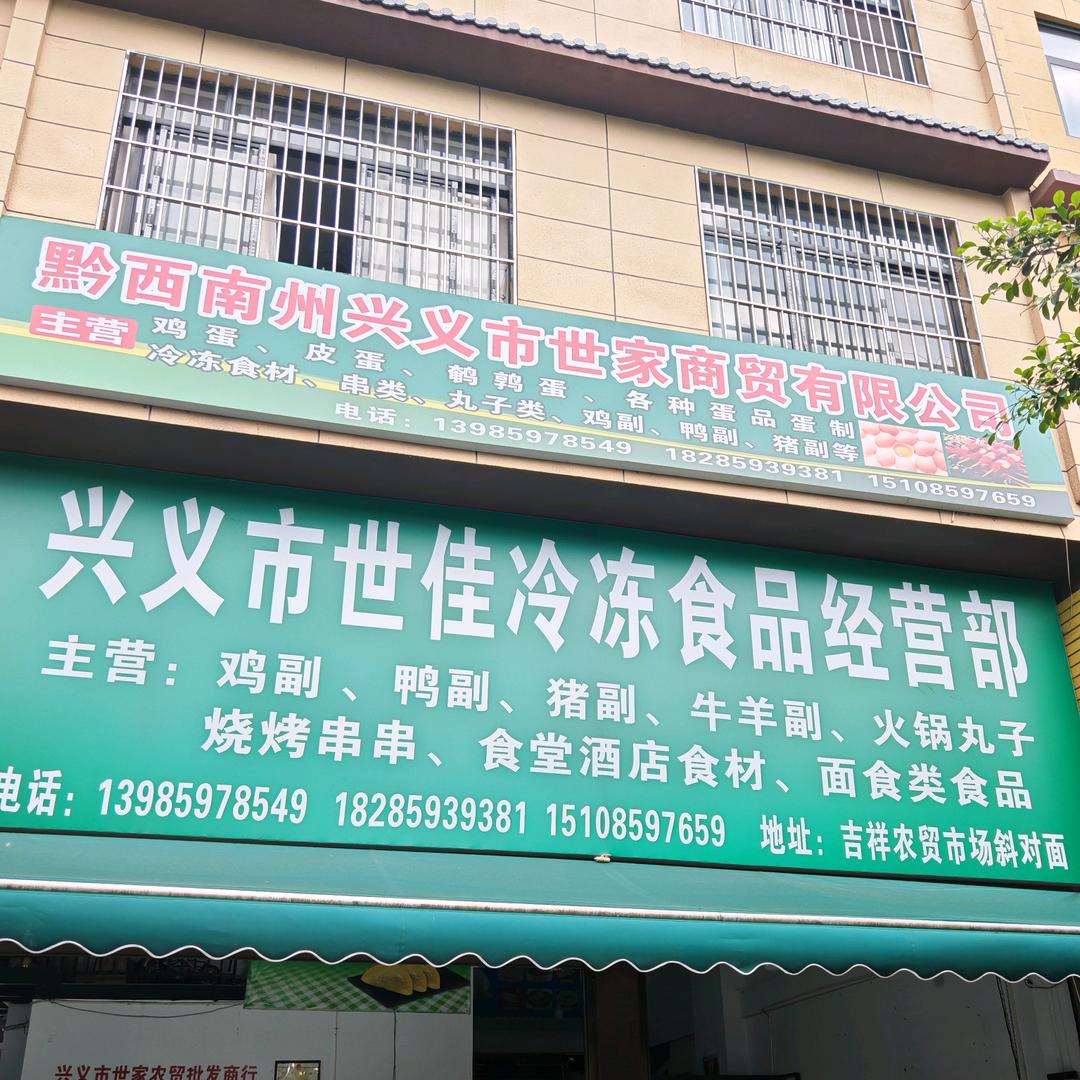 黔西南州兴义市世家商贸有限公司
主营 鸡蛋、皮蛋、鹌鹑蛋、各种蛋品蛋制
冷冻食材、串类、丸子类、鸡副、鸭副、猪副等
电话：13985978549 18285939381 15108597659
兴义市世佳冷冻食品经营部
主营：鸡副、鸭副、猪副、牛羊副、火锅丸子
烧烤串串、食堂酒店食材、面食类食品
电话：13985978549 18285939381 15108597659 地址：吉祥农贸市场斜对面
兴义市世家农贸批发商行